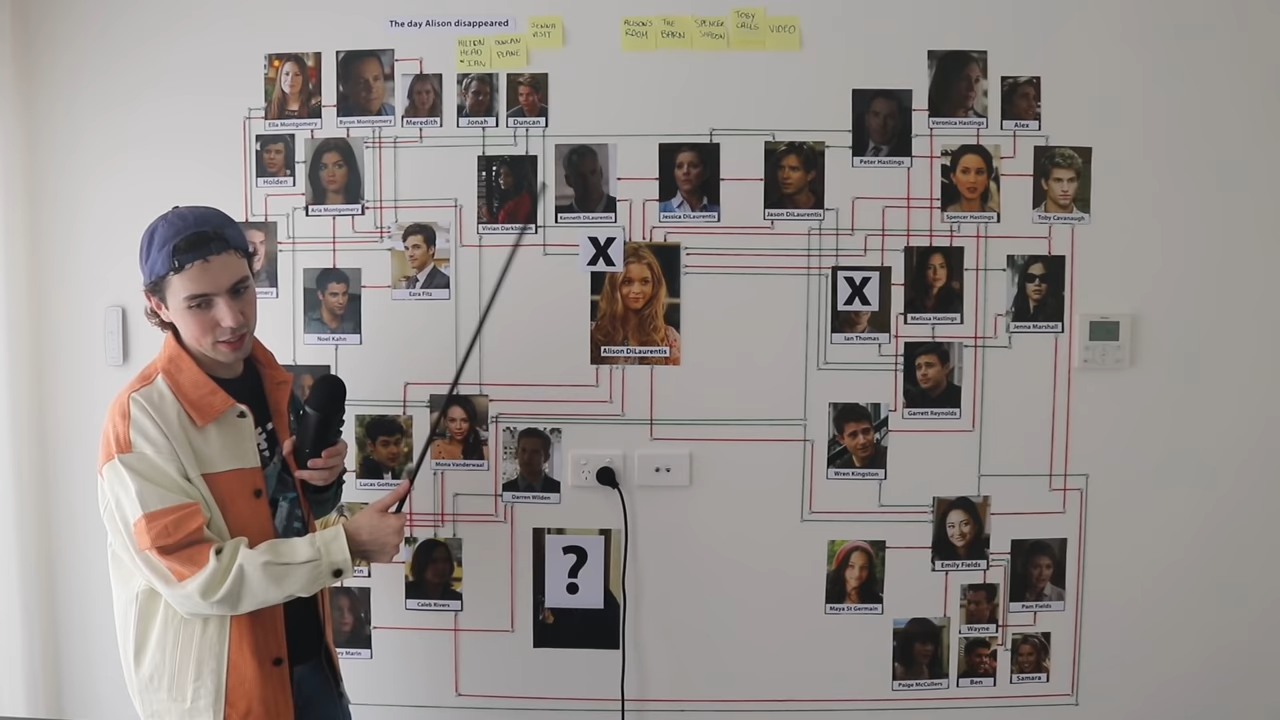 The day Alison disappeared
JENNA
VISIT
HILTON
HEAD
IAN
DUNCAN
PLANE
ALISON'S
ROOM
THE
BARN
SPENCER
TOBY
CALLS
VIDEO
Ella Montgomery
Byron Montgomery
Meredith
Jonah
Duncan
Peter Hastings
Veronica Hastings
Alex
Holden
Aria Montgomery
Vivian Darkbloom
Kenneth DiLaurentis
Jessica DiLaurentis
Jason DiLaurentis
Spencer Hastings
Toby Cavanaugh
X
Ezra Fitz
Noel Kahn
Alison DiLaurentis
X
Ian Thomas
Melissa Hastings
Jenna Marshall
Garrett Reynolds
Lucas Gottesm
Mona Vanderwaal
Darren Wilden
Wren Kingston
?
Caleb Rivers
Emily Fields
Maya St Germain
Pam Fields
Wayne
Paige McCullers
Ben
Samara